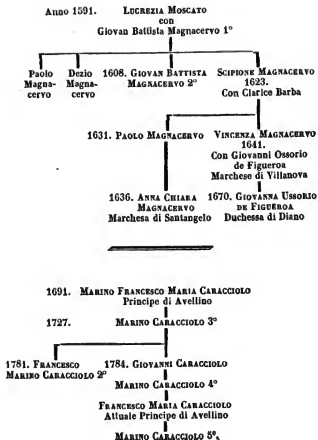 Anno 1591. LUCREZIA MOSCATO
con
Giovan Battista Magnacervo 1°
Paolo Magna-cervo
Dezio Magna-cervo
1608. GIOVAN BATTISTA
MAGNACERVO 2°
SCIPIONE MAGNACERVO
1623.
Con Clarice Barba
1631. PAOLO MAGNACERVO
VINCENZA MAGNACERVO
1641.
Con Giovanni Ossorio
de Figueroa
Marchese di Villanova
1636. ANNA CHIARA
MAGNACERVO
Marchesa di Santangelo
1670. GIOVANNA USSORIO
DE FIGUEROA
Duchessa di Diano
1691. MARINO FRANCESCO MARIA CARACCIOLO
Principe di Avellino
1727. MARINO CARACCIOLO 3°
1781. FRANCESCO
MARINO CARACCIOLO 2°
1784. GIOVANNI CARACCIOLO
MARINO CARACCIOLO 4°
FRANCESCO MARIA CARACCIOLO
Attuale Principe di Avellino
MARINO CARACCIOLO 5°.